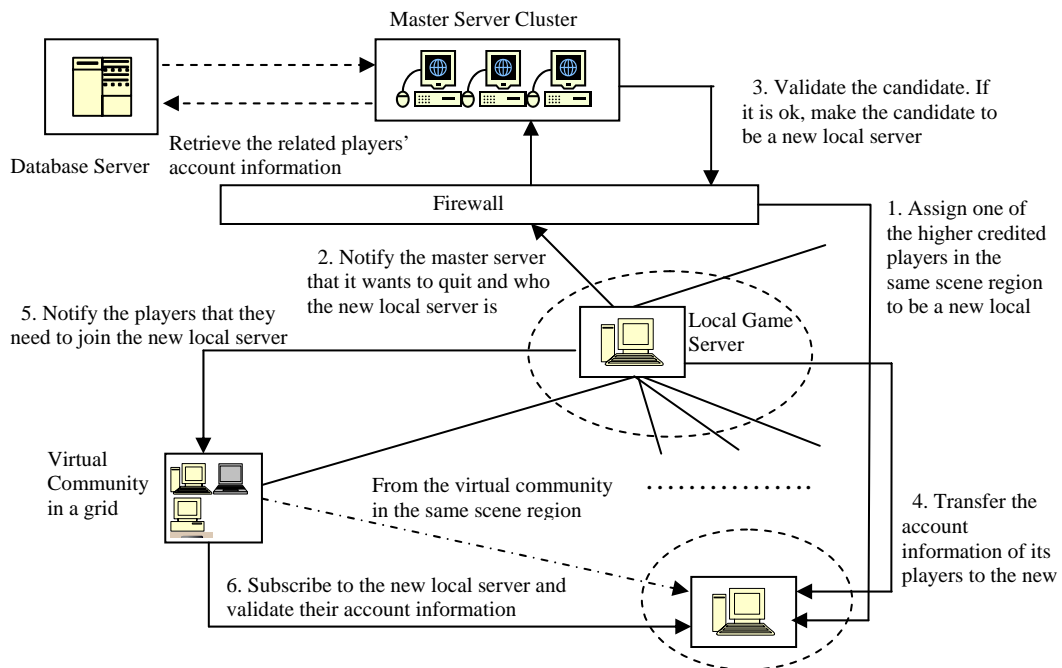 Master Server Cluster
3. Validate the candidate. If
it is ok, make the candidate to
be a new local server
Retrieve the related players’
account information
Database Server
Firewall
1. Assign one of
the higher credited
players in the
same scene region
to be a new local
2. Notify the master server
that it wants to quit and who
the new local server is
5. Notify the players that they
need to join the new local server
Local Game
Server
Virtual
Community
in a grid
From the virtual community
in the same scene region
4. Transfer the
account
information of its
players to the new
6. Subscribe to the new local server and
validate their account information